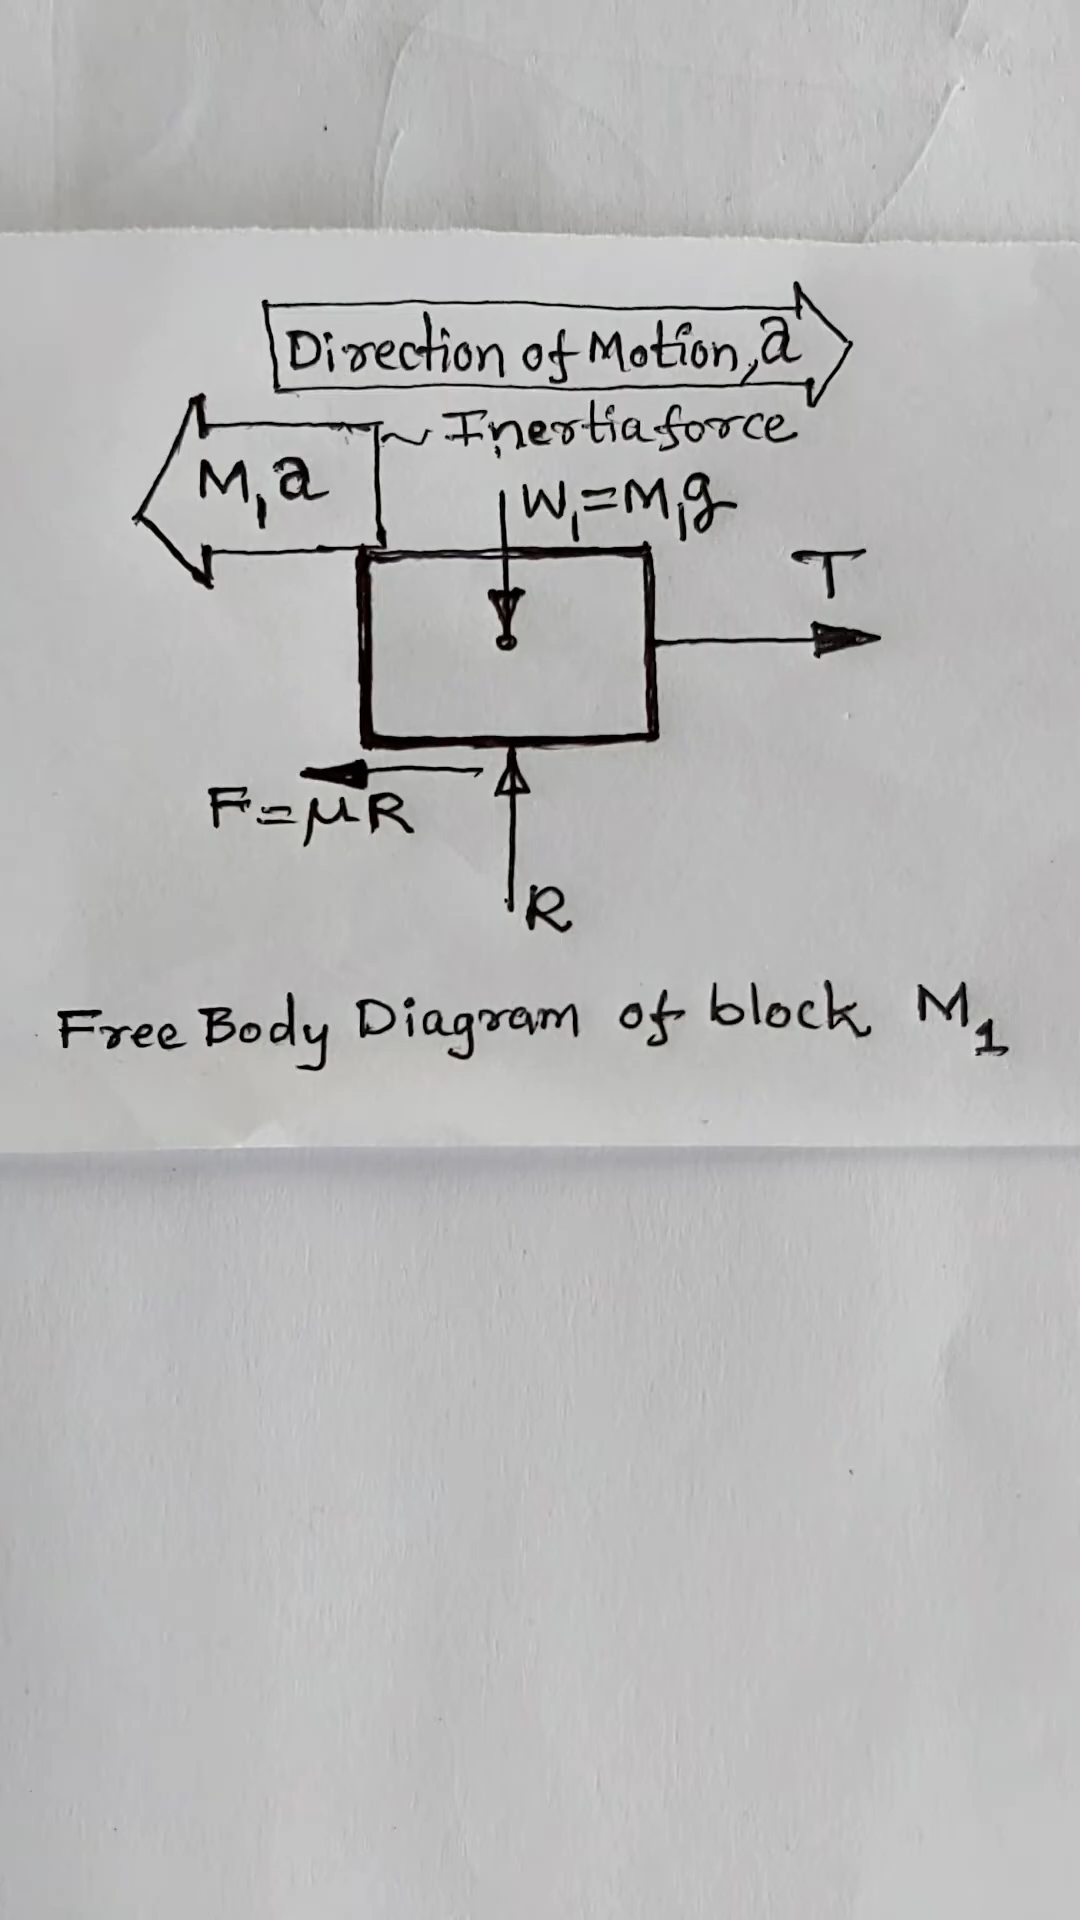 Direction of Motion, a
Inertia force
M₁a
W₁=M₁g
T
F=μR
R
Free Body Diagram of block M₁